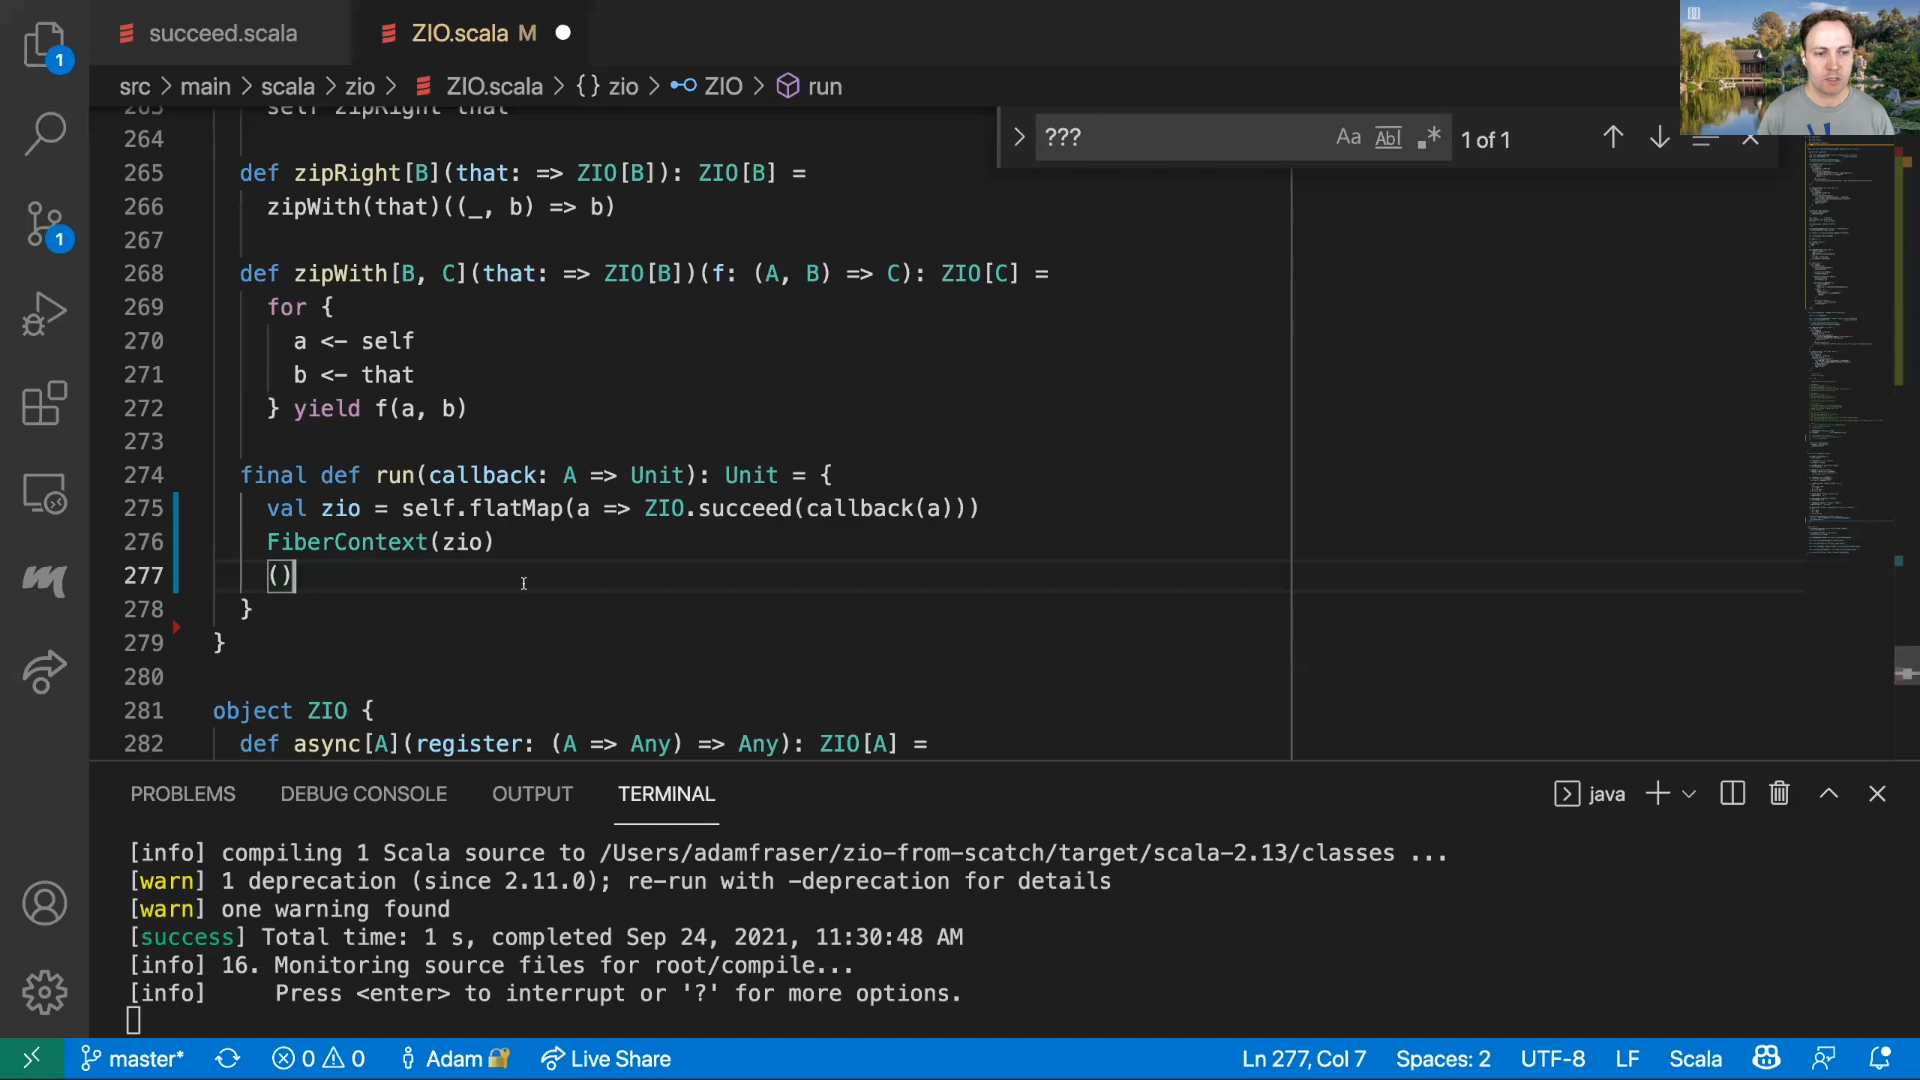 1
1
succeed.scala
ZIO.scala M
src > main > scala > zio > ZIO.scala > {} zio > ZIO > run
??? Aa Abl .* 1 of 1
263 self zipRight that
264
265 def zipRight[B](that: => ZIO[B]): ZIO[B] =
266 zipWith(that)((_, b) => b)
267
268 def zipWith[B, C](that: => ZIO[B])(f: (A, B) => C): ZIO[C] =
269 for {
270 a <- self
271 b <- that
272 } yield f(a, b)
273
274 final def run(callback: A => Unit): Unit = {
275 val zio = self.flatMap(a => ZIO.succeed(callback(a)))
276 FiberContext(zio)
277 ()
278 }
279 }
280
281 object ZIO {
282 def async[A](register: (A => Any) => Any): ZIO[A] =
PROBLEMS DEBUG CONSOLE OUTPUT TERMINAL java
[info] compiling 1 Scala source to /Users/adamfraser/zio-from-scatch/target/scala-2.13/classes ...
[warn] 1 deprecation (since 2.11.0); re-run with -deprecation for details
[warn] one warning found
[success] Total time: 1 s, completed Sep 24, 2021, 11:30:48 AM
[info] 16. Monitoring source files for root/compile...
[info] Press <enter> to interrupt or '?' for more options.
master* 0 0 Adam Live Share Ln 277, Col 7 Spaces: 2 UTF-8 LF Scala